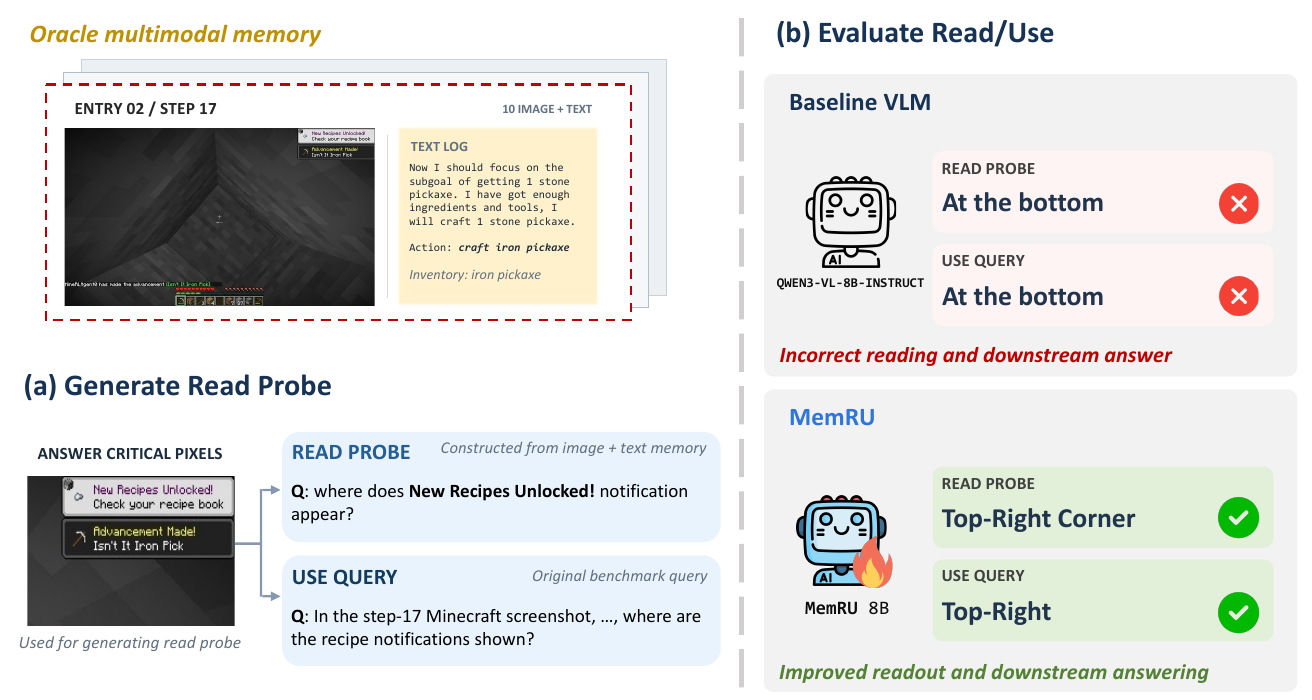 Oracle multimodal memory
ENTRY 02 / STEP 17
10 IMAGE + TEXT
New Recipes Unlocked!
Check your recipe book
Advancement Made!
Isn't It Iron Pick
has made the advancement [Isn't It Iron Pick]
TEXT LOG
Now I should focus on the
subgoal of getting 1 stone
pickaxe. I have got enough
ingredients and tools, I
will craft 1 stone pickaxe.
Action: craft iron pickaxe
Inventory: iron pickaxe
(a) Generate Read Probe
ANSWER CRITICAL PIXELS
New Recipes Unlocked!
Check your recipe book
Advancement Made!
Isn't It Iron Pick
Used for generating read probe
READ PROBE
Constructed from image + text memory
Q: where does New Recipes Unlocked! notification
appear?
USE QUERY
Original benchmark query
Q: In the step-17 Minecraft screenshot, ..., where are
the recipe notifications shown?
(b) Evaluate Read/Use
Baseline VLM
AI
QWEN3-VL-8B-INSTRUCT
READ PROBE
At the bottom
USE QUERY
At the bottom
Incorrect reading and downstream answer
MemRU
AI
MemRU 8B
READ PROBE
Top-Right Corner
USE QUERY
Top-Right
Improved readout and downstream answering